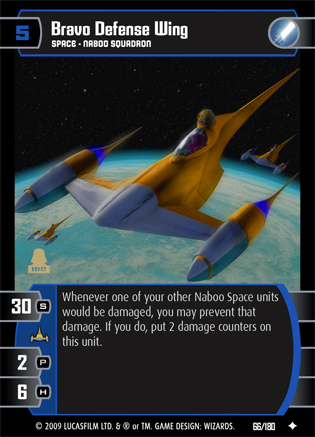 5
Bravo Defense Wing
SPACE - NABOO SQUADRON
IDC
30 S
Whenever one of your other Naboo Space units
would be damaged, you may prevent that
damage. If you do, put 2 damage counters on
this unit.
2 P
6 H
© 2009 LUCASFILM LTD. & ® or TM. GAME DESIGN: WIZARDS. 66/180